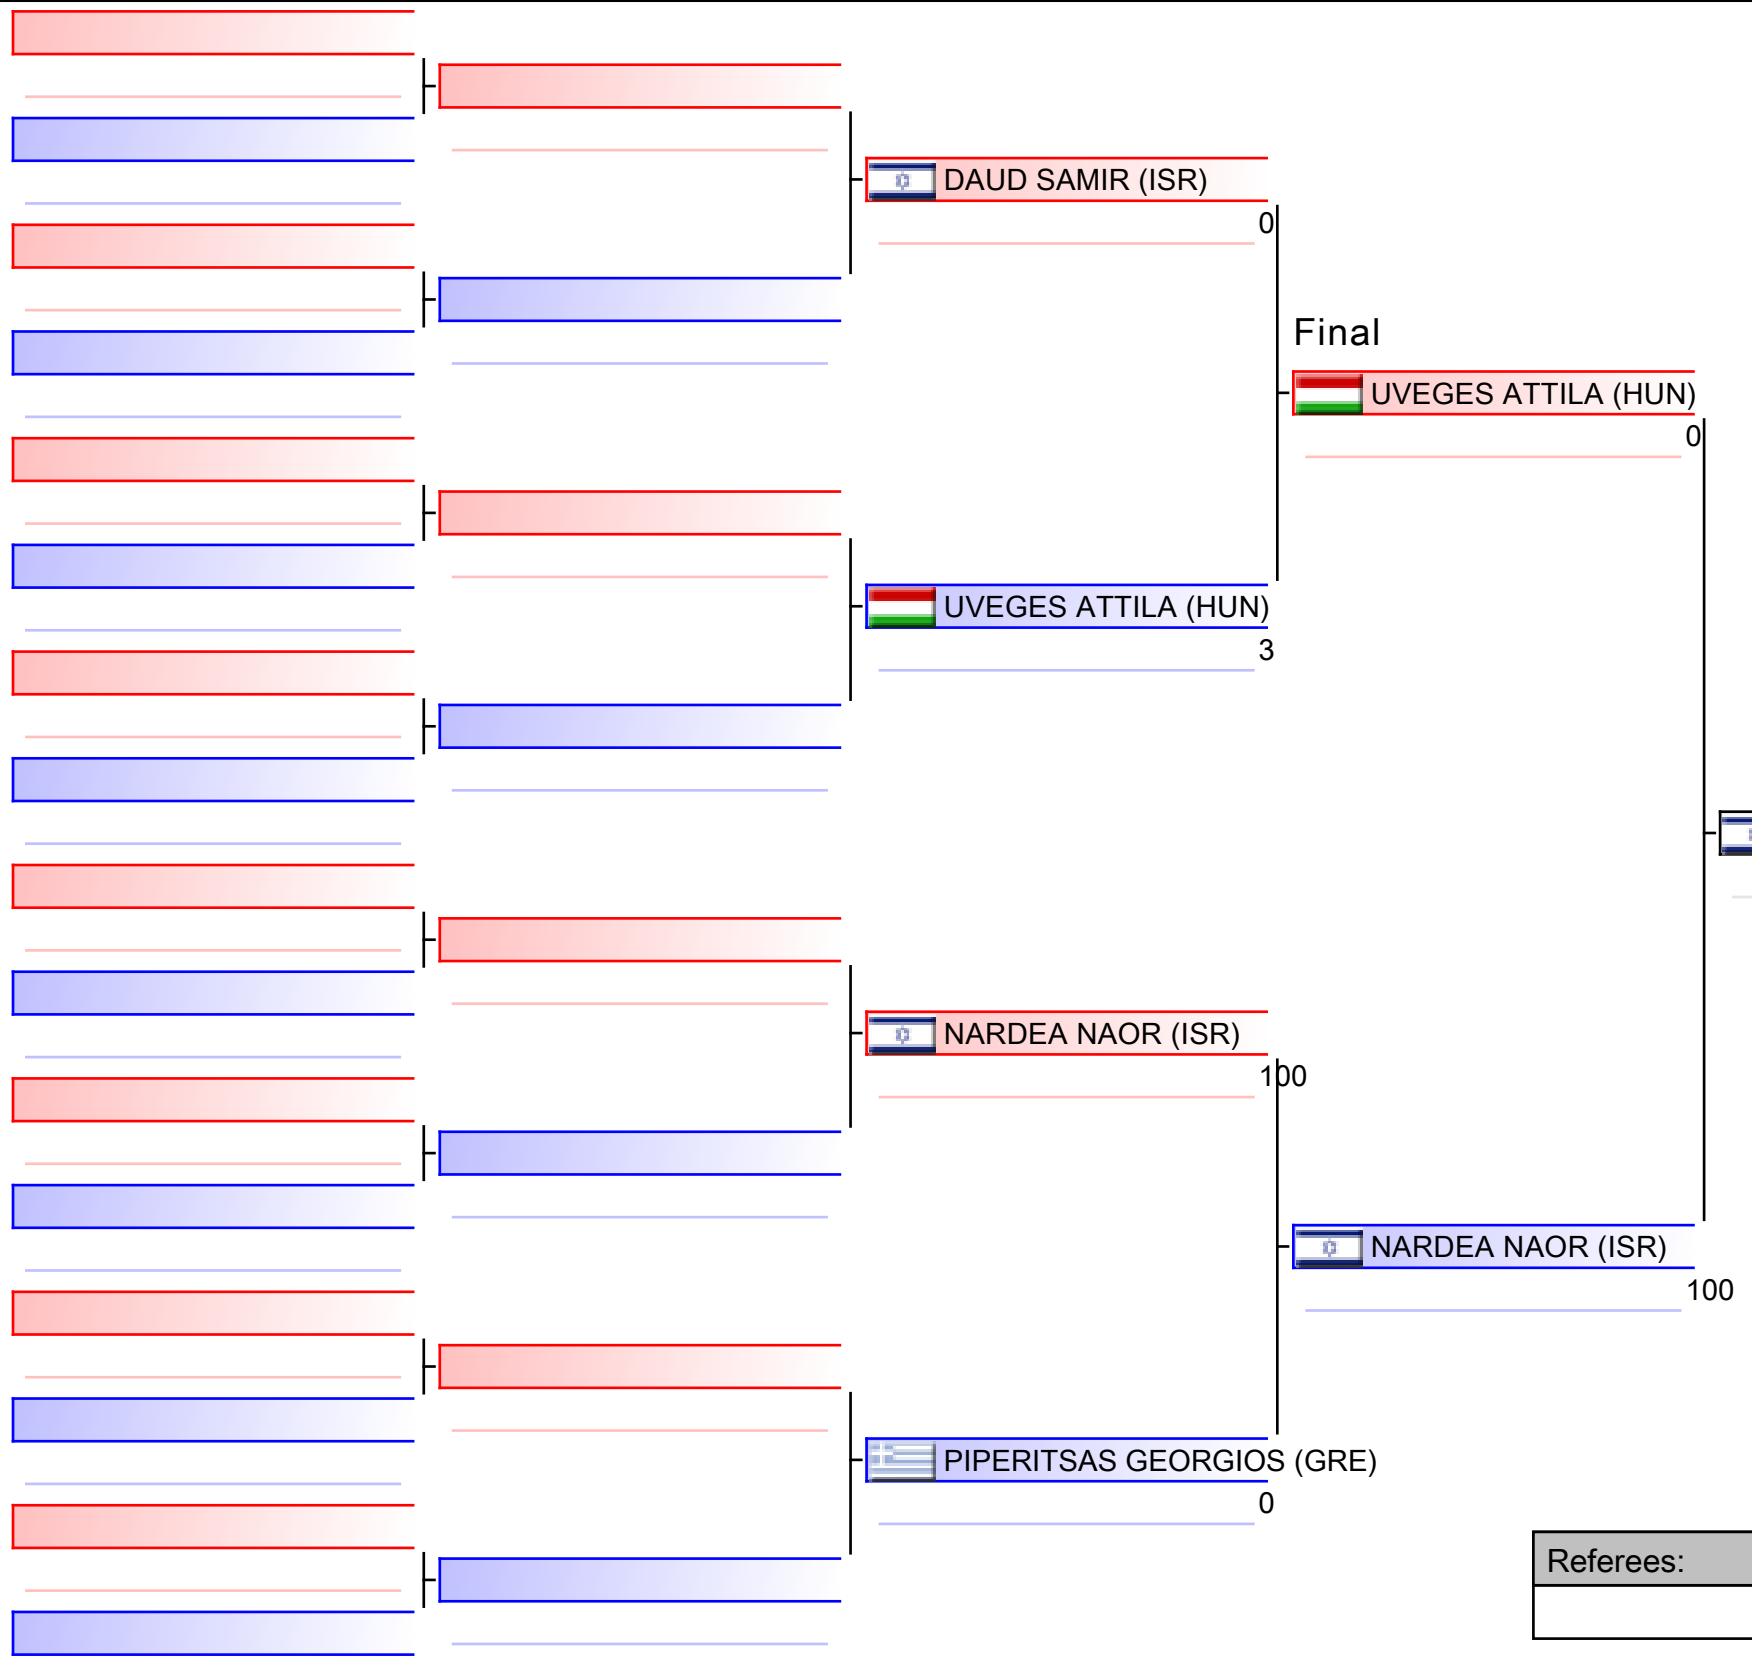 DAUD SAMIR (ISR)
0
Final
UVEGES ATTILA (HUN)
0
UVEGES ATTILA (HUN)
3
NARDEA NAOR (ISR)
100
NARDEA NAOR (ISR)
100
PIPERITSAS GEORGIOS (GRE)
0
Referees: